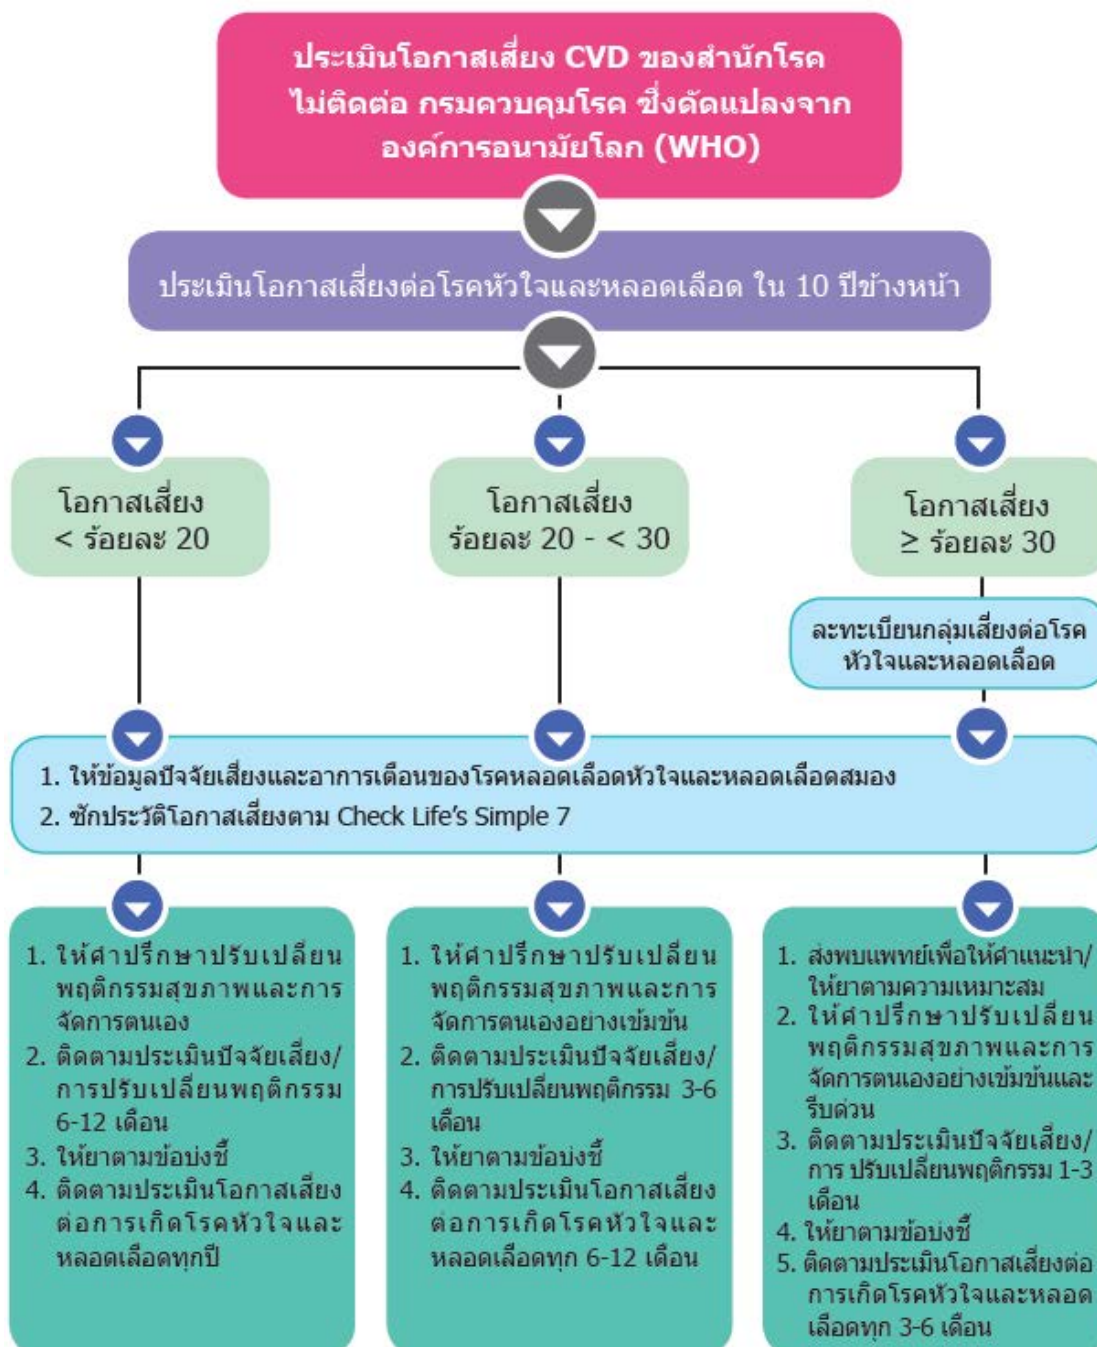 ประเมินโอกาสเสี่ยง CVD ของสำนักโรค
ไม่ติดต่อ กรมควบคุมโรค ซึ่งดัดแปลงจาก
องค์การอนามัยโลก (WHO)
ประเมินโอกาสเสี่ยงต่อโรคหัวใจและหลอดเลือด ใน 10 ปีข้างหน้า
โอกาสเสี่ยง
< ร้อยละ 20
โอกาสเสี่ยง
ร้อยละ 20 - < 30
โอกาสเสี่ยง
≥ ร้อยละ 30
ละทะเบียนกลุ่มเสี่ยงต่อโรค
หัวใจและหลอดเลือด
1. ให้ข้อมูลปัจจัยเสี่ยงและอาการเตือนของโรคหลอดเลือดหัวใจและหลอดเลือดสมอง
2. ซักประวัติโอกาสเสี่ยงตาม Check Life's Simple 7
1. ให้คำปรึกษาปรับเปลี่ยน
พฤติกรรมสุขภาพและการ
จัดการตนเอง
2. ติดตามประเมินปัจจัยเสี่ยง/
การปรับเปลี่ยนพฤติกรรม
6-12 เดือน
3. ให้ยาตามข้อบ่งชี้
4. ติดตามประเมินโอกาสเสี่ยง
ต่อการเกิดโรคหัวใจและ
หลอดเลือดทุกปี
1. ให้คำปรึกษาปรับเปลี่ยน
พฤติกรรมสุขภาพและการ
จัดการตนเองอย่างเข้มข้น
2. ติดตามประเมินปัจจัยเสี่ยง/
การปรับเปลี่ยนพฤติกรรม 3-6
เดือน
3. ให้ยาตามข้อบ่งชี้
4. ติดตามประเมินโอกาสเสี่ยง
ต่อการเกิดโรคหัวใจและ
หลอดเลือดทุก 6-12 เดือน
1. ส่งพบแพทย์เพื่อให้คำแนะนำ/
ให้ยาตามความเหมาะสม
2. ให้คำปรึกษาปรับเปลี่ยน
พฤติกรรมสุขภาพและการ
จัดการตนเองอย่างเข้มข้นและ
รีบด่วน
3. ติดตามประเมินปัจจัยเสี่ยง/
การ ปรับเปลี่ยนพฤติกรรม 1-3
เดือน
4. ให้ยาตามข้อบ่งชี้
5. ติดตามประเมินโอกาสเสี่ยงต่อ
การเกิดโรคหัวใจและหลอด
เลือดทุก 3-6 เดือน